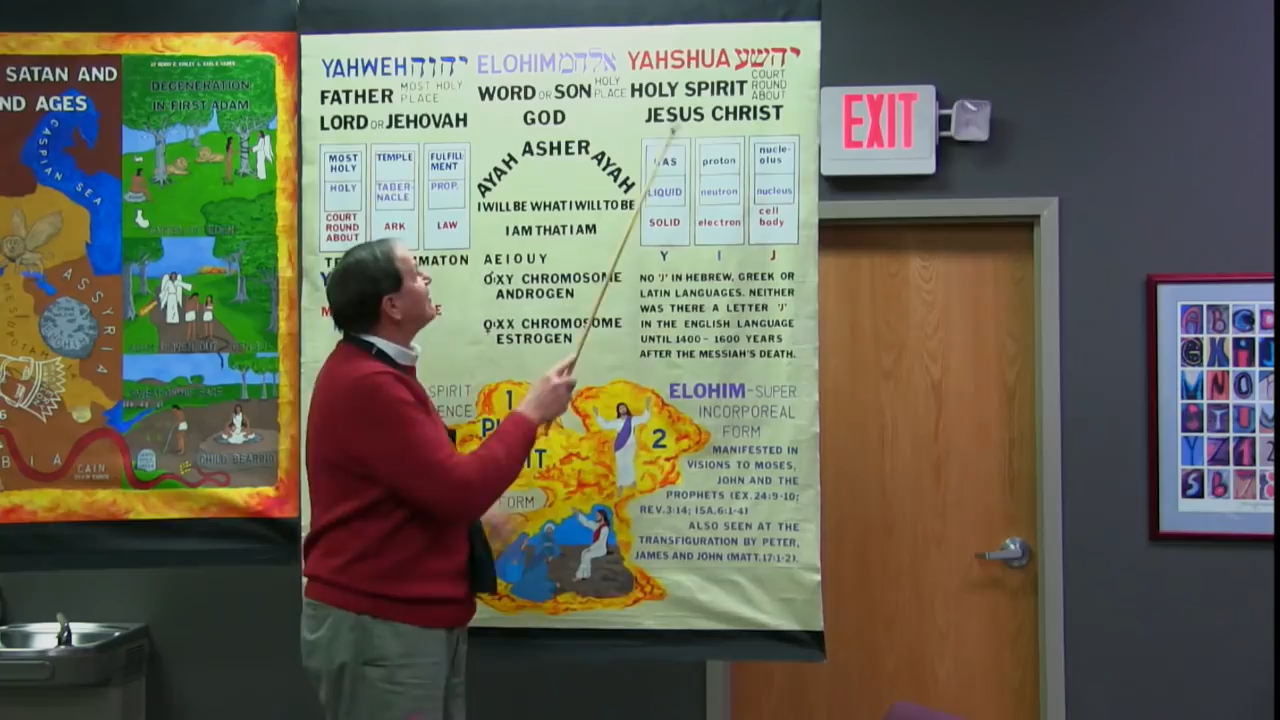 SATAN AND
ND AGES
CASPIAN SEA
ASSYRIA
MESOPOTAM
BIA
CAIN
DEGENERATION
IN FIRST ADAM
CHILD BEARING
YAHWEH יהוה
FATHER MOST HOLY PLACE
LORD OR JEHOVAH
ELOHIM אלהמ
WORD OR SON HOLY PLACE
GOD
YAHSHUA יהשע
HOLY SPIRIT COURT ROUND ABOUT
JESUS CHRIST
MOST HOLY
HOLY
COURT ROUND ABOUT
TEMPLE
TABER-NACLE
ARK
FULFILL-MENT
PROP.
LAW
AYAH ASHER AYAH
I WILL BE WHAT I WILL TO BE
I AM THAT I AM
GAS
LIQUID
SOLID
proton
neutron
electron
nucle-olus
nucleus
cell body
Y I J
MATON
A E I O U Y
XY CHROMOSOME
ANDROGEN
XX CHROMOSOME
ESTROGEN
NO 'J' IN HEBREW, GREEK OR
LATIN LANGUAGES. NEITHER
WAS THERE A LETTER 'J'
IN THE ENGLISH LANGUAGE
UNTIL 1400-1600 YEARS
AFTER THE MESSIAH'S DEATH.
SPIRIT
1
2
FORM
ELOHIM-SUPER
INCORPOREAL
FORM
MANIFESTED IN
VISIONS TO MOSES,
JOHN AND THE
PROPHETS (EX.24:9-10;
REV.3:14; ISA.6:1-4)
ALSO SEEN AT THE
TRANSFIGURATION BY PETER,
JAMES AND JOHN (MATT.17:1-2).
EXIT